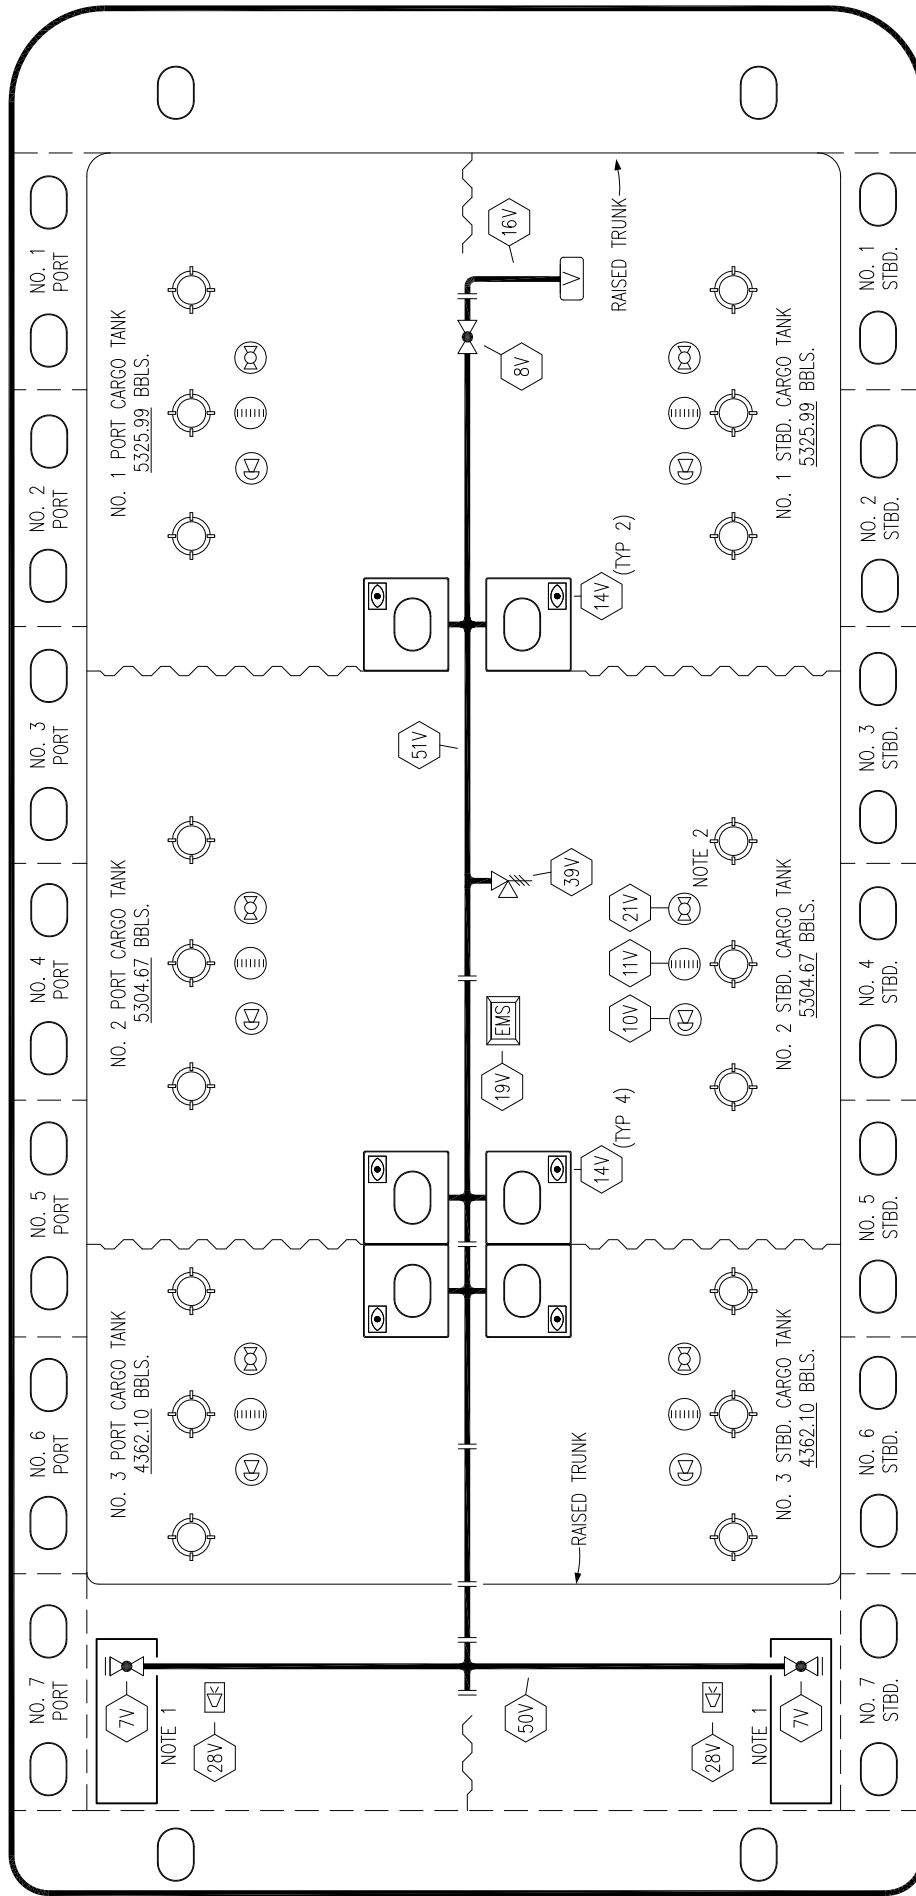 NO. 1
PORT
NO. 2
PORT
NO. 3
PORT
NO. 4
PORT
NO. 5
PORT
NO. 6
PORT
NO. 7
PORT
NO. 1 PORT CARGO TANK
5325.99 BBLS.
NO. 2 PORT CARGO TANK
5304.67 BBLS.
NO. 3 PORT CARGO TANK
4362.10 BBLS.
7V
NOTE 1
28V
16V
V
8V
RAISED TRUNK
14V
(TYP 2)
51V
39V
EMS
19V
14V
(TYP 4)
21V
11V
10V
NOTE 2
RAISED TRUNK
50V
28V
NOTE 1
7V
NO. 1 STBD. CARGO TANK
5325.99 BBLS.
NO. 2 STBD. CARGO TANK
5304.67 BBLS.
NO. 3 STBD. CARGO TANK
4362.10 BBLS.
NO. 1
STBD.
NO. 2
STBD.
NO. 3
STBD.
NO. 4
STBD.
NO. 5
STBD.
NO. 6
STBD.
NO. 7
STBD.